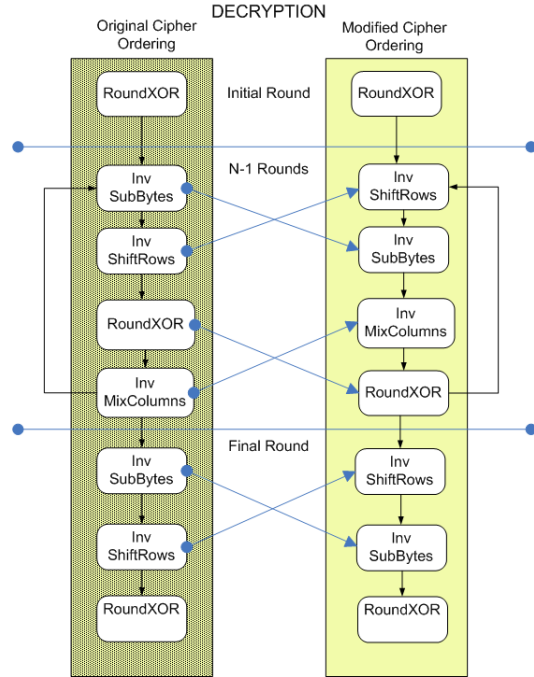 DECRYPTION
Original Cipher
Ordering
Modified Cipher
Ordering
RoundXOR
Initial Round
RoundXOR
N-1 Rounds
Inv
SubBytes
Inv
ShiftRows
Inv
ShiftRows
Inv
SubBytes
RoundXOR
Inv
MixColumns
Inv
MixColumns
RoundXOR
Final Round
Inv
SubBytes
Inv
ShiftRows
Inv
ShiftRows
Inv
SubBytes
RoundXOR
RoundXOR